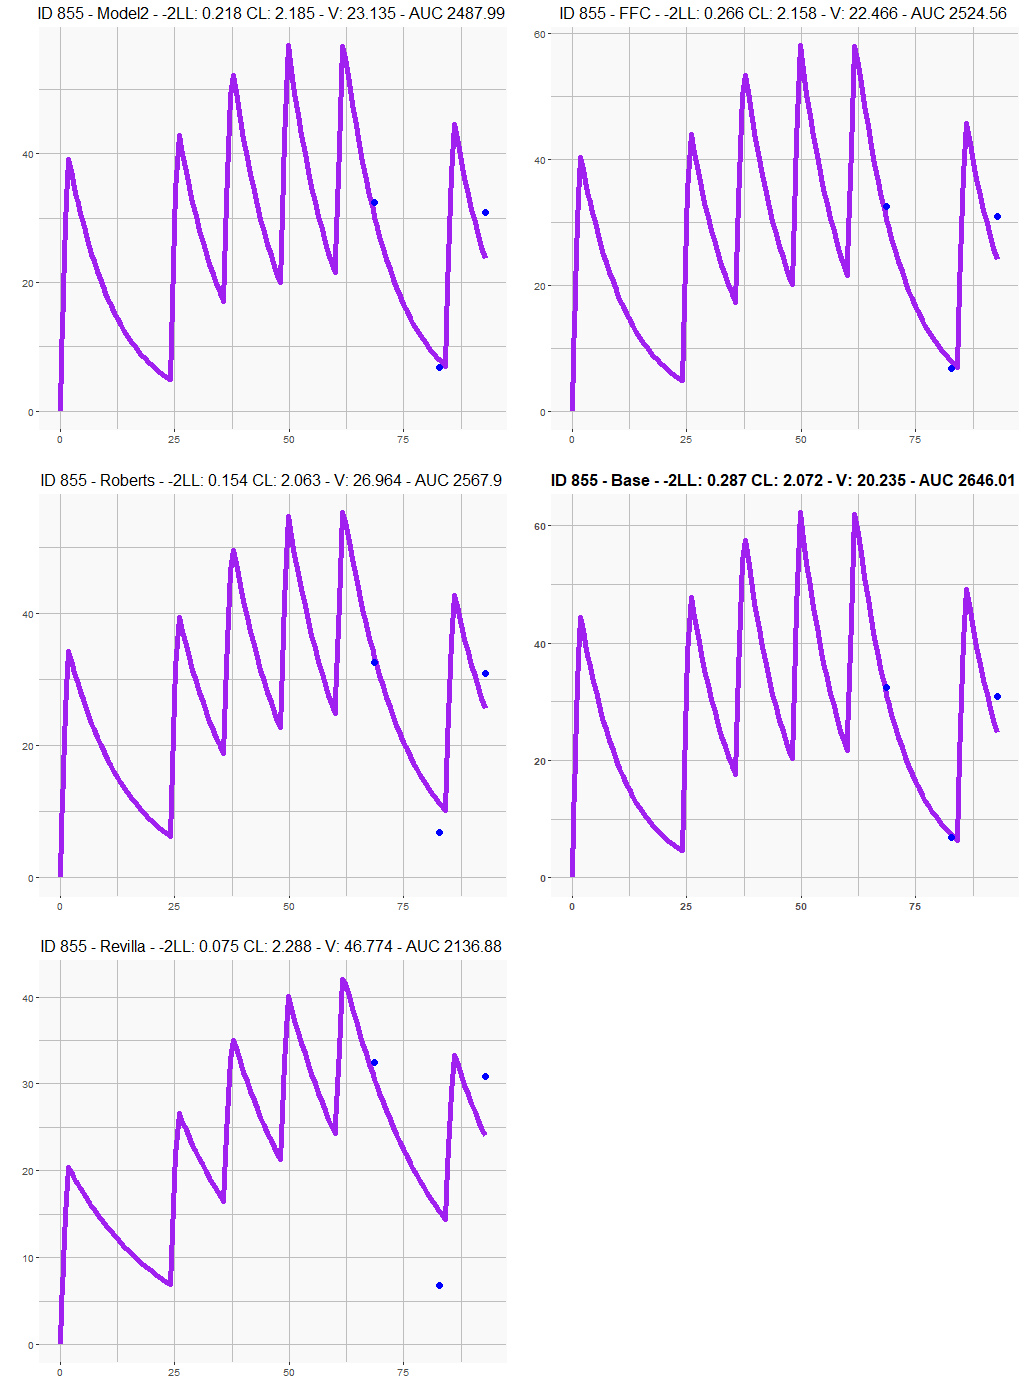 ID 855 - Model2 - -2LL: 0.218 CL: 2.185 - V: 23.135 - AUC 2487.99
40
20
0
0 25 50 75
ID 855 - FFC - -2LL: 0.266 CL: 2.158 - V: 22.466 - AUC 2524.56
60
40
20
0
0 25 50 75
ID 855 - Roberts - -2LL: 0.154 CL: 2.063 - V: 26.964 - AUC 2567.9
40
20
0
0 25 50 75
ID 855 - Base - -2LL: 0.287 CL: 2.072 - V: 20.235 - AUC 2646.01
60
40
20
0
0 25 50 75
ID 855 - Revilla - -2LL: 0.075 CL: 2.288 - V: 46.774 - AUC 2136.88
40
30
20
10
0
0 25 50 75